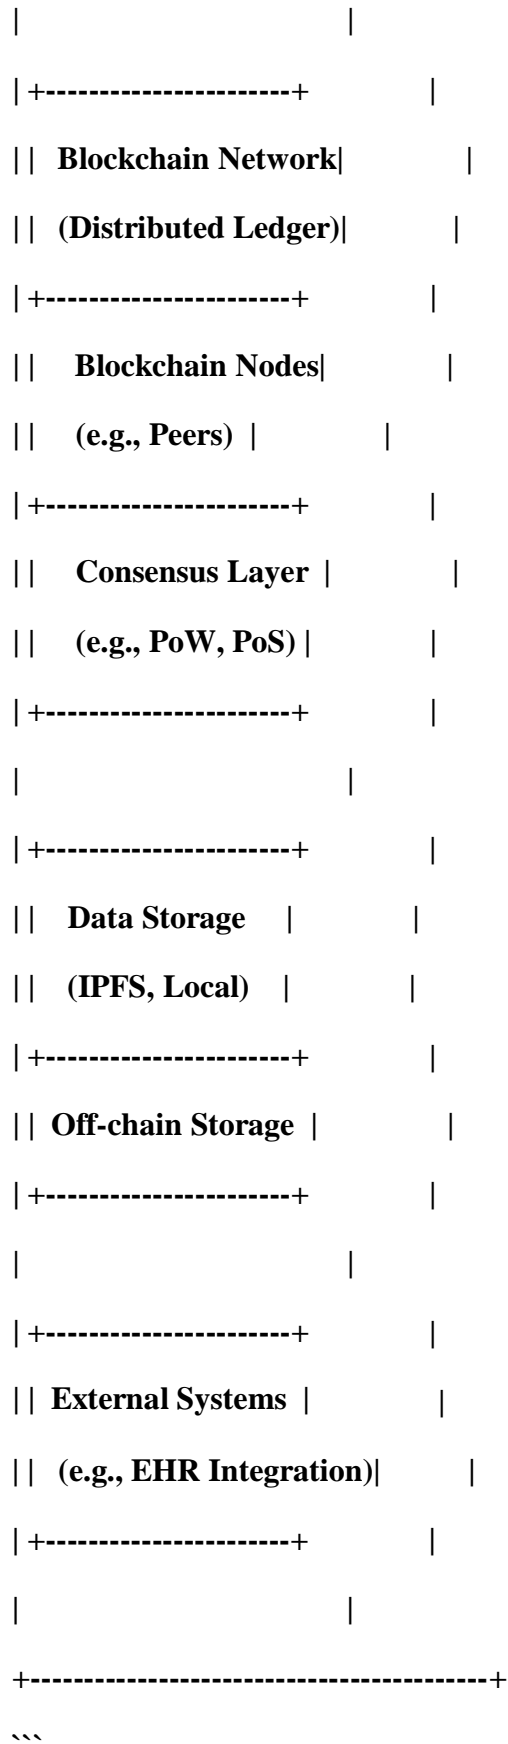 |                                         |
| +-----------------------+               |
| |   Blockchain Network|               |
| |   (Distributed Ledger)|             |
| +-----------------------+               |
| |     Blockchain Nodes|               |
| |     (e.g., Peers)  |               |
| +-----------------------+               |
| |     Consensus Layer  |               |
| |     (e.g., PoW, PoS) |               |
| +-----------------------+               |
|                                         |
| +-----------------------+               |
| |    Data Storage     |               |
| |    (IPFS, Local)    |               |
| +-----------------------+               |
| |  Off-chain Storage  |               |
| +-----------------------+               |
|                                         |
| +-----------------------+               |
| |  External Systems  |               |
| |   (e.g., EHR Integration)|           |
| +-----------------------+               |
|                                         |
+-------------------------------------------+
```